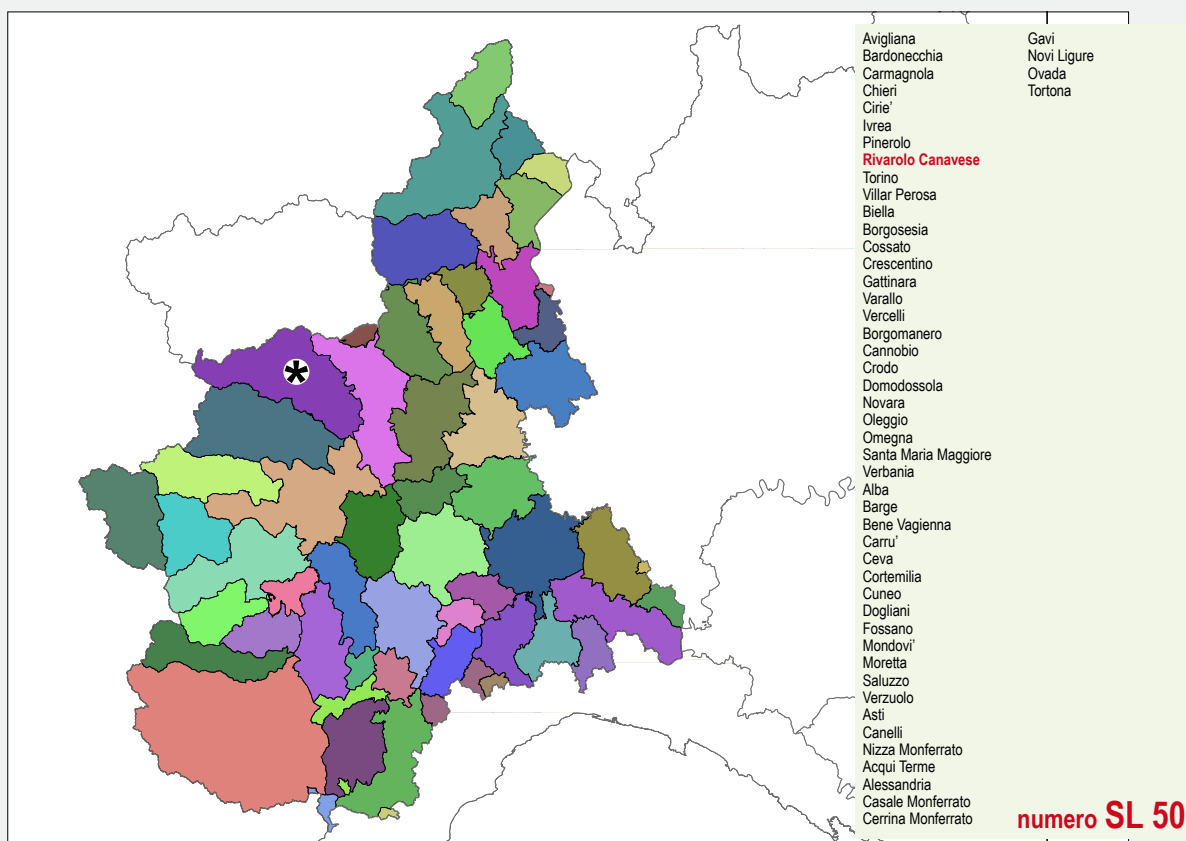 Avigliana
Bardonecchia
Carmagnola
Chieri
Cirie'
Ivrea
Pinerolo
Rivarolo Canavese
Torino
Villar Perosa
Biella
Borgosesia
Cossato
Crescentino
Gattinara
Varallo
Vercelli
Borgomanero
Cannobio
Crodo
Domodossola
Novara
Oleggio
Omegna
Santa Maria Maggiore
Verbania
Alba
Barge
Bene Vagienna
Carru'
Ceva
Cortemilia
Cuneo
Dogliani
Fossano
Mondovi'
Moretta
Saluzzo
Verzuolo
Asti
Canelli
Nizza Monferrato
Acqui Terme
Alessandria
Casale Monferrato
Cerrina Monferrato
Gavi
Novi Ligure
Ovada
Tortona
numero SL 50